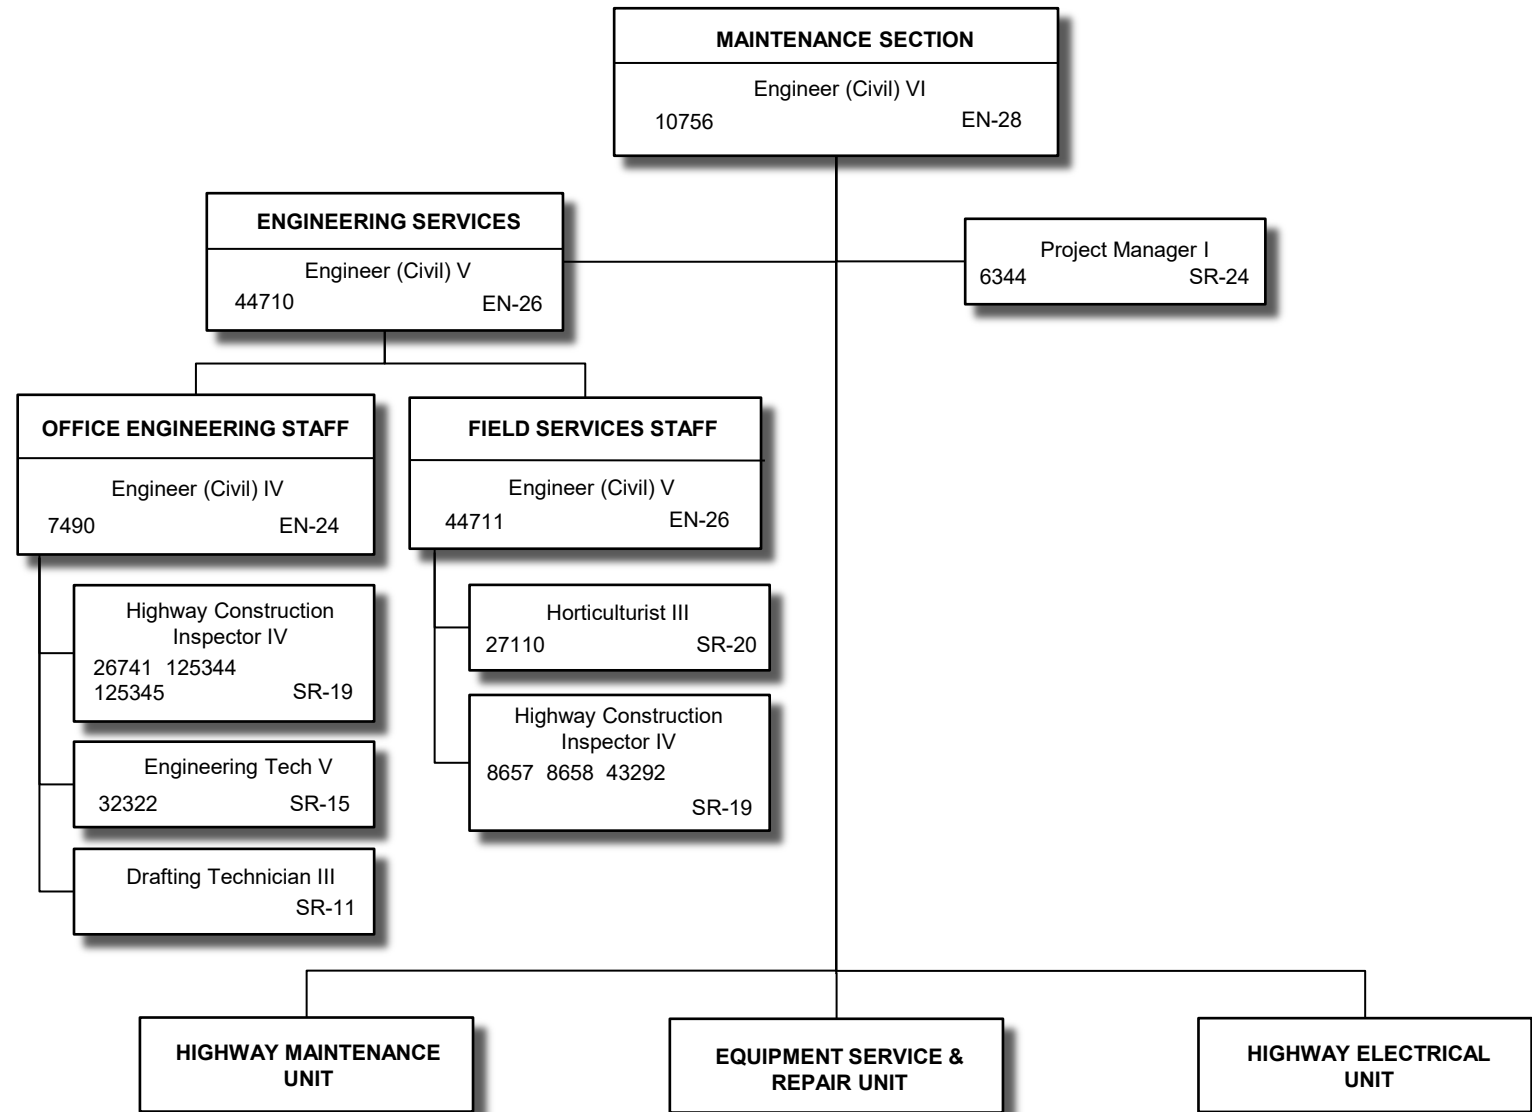 MAINTENANCE SECTION
Engineer (Civil) VI
10756 EN-28
ENGINEERING SERVICES
Engineer (Civil) V
44710 EN-26
Project Manager I
6344 SR-24
OFFICE ENGINEERING STAFF
Engineer (Civil) IV
7490 EN-24
FIELD SERVICES STAFF
Engineer (Civil) V
44711 EN-26
Highway Construction
Inspector IV
26741 125344
125345 SR-19
Engineering Tech V
32322 SR-15
Drafting Technician III
SR-11
Horticulturist III
27110 SR-20
Highway Construction
Inspector IV
8657 8658 43292
SR-19
HIGHWAY MAINTENANCE
UNIT
EQUIPMENT SERVICE &
REPAIR UNIT
HIGHWAY ELECTRICAL
UNIT